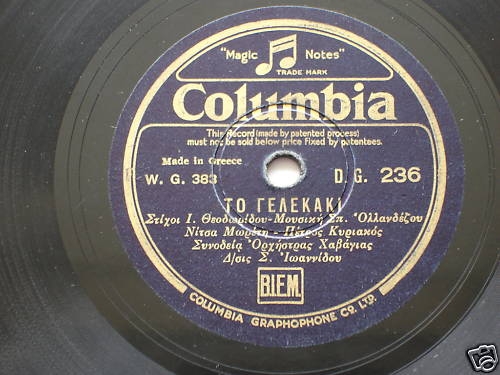 "Magic Notes"
TRADE MARK
Columbia
This Record (made by patented process)
must not be sold below price fixed by patentees.
Made in Greece
W. G. 383 D. G. 236
ΤΟ ΓΕΛΕΚΑΚΙ
Στίχοι Ι. Θεοδωρίδου-Μουσική Σπ. Ὀλλανδέζου
Νίτσα Μωρέττη - Πέτρος Κυριακός
Συνοδεία Ὀρχήστρας Χαβάγιας
Δ/σις Σ. Ἰωαννίδου
B.I.E.M.
COLUMBIA GRAPHOPHONE CO. LTD.